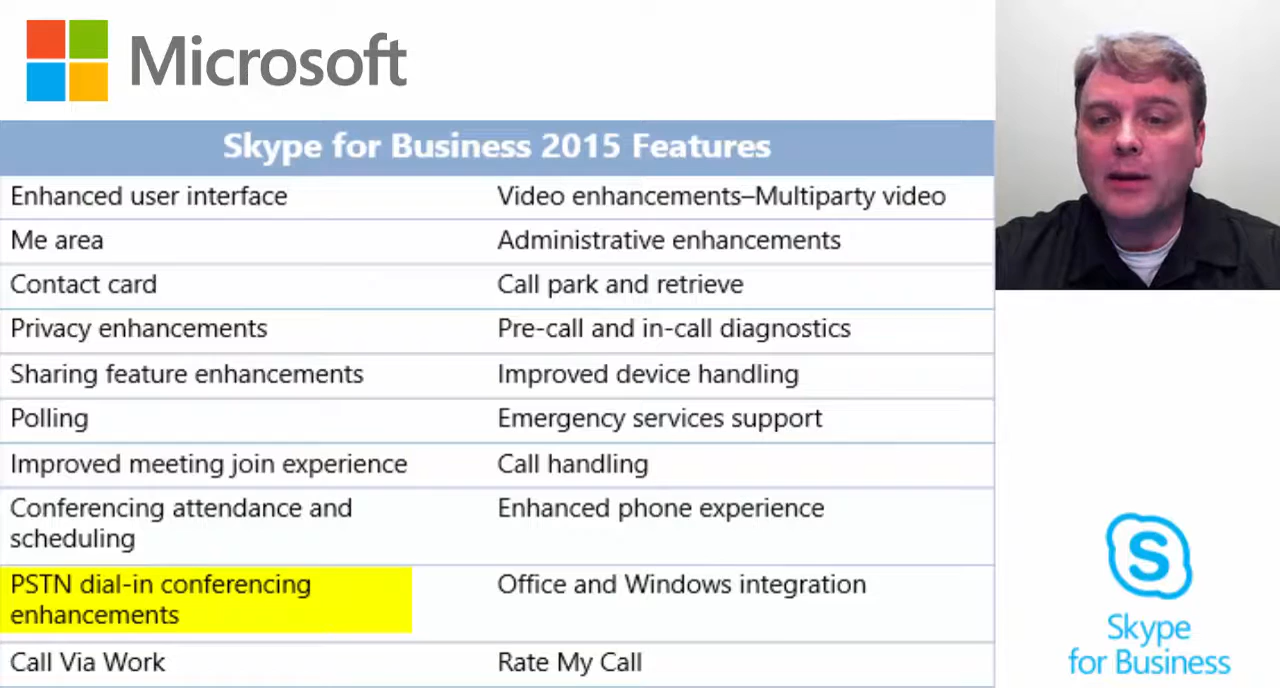 Microsoft
Skype for Business 2015 Features
Enhanced user interface
Video enhancements–Multiparty video
Me area
Administrative enhancements
Contact card
Call park and retrieve
Privacy enhancements
Pre-call and in-call diagnostics
Sharing feature enhancements
Improved device handling
Polling
Emergency services support
Improved meeting join experience
Call handling
Conferencing attendance and
scheduling
Enhanced phone experience
PSTN dial-in conferencing
enhancements
Office and Windows integration
Call Via Work
Rate My Call
S
Skype
for Business